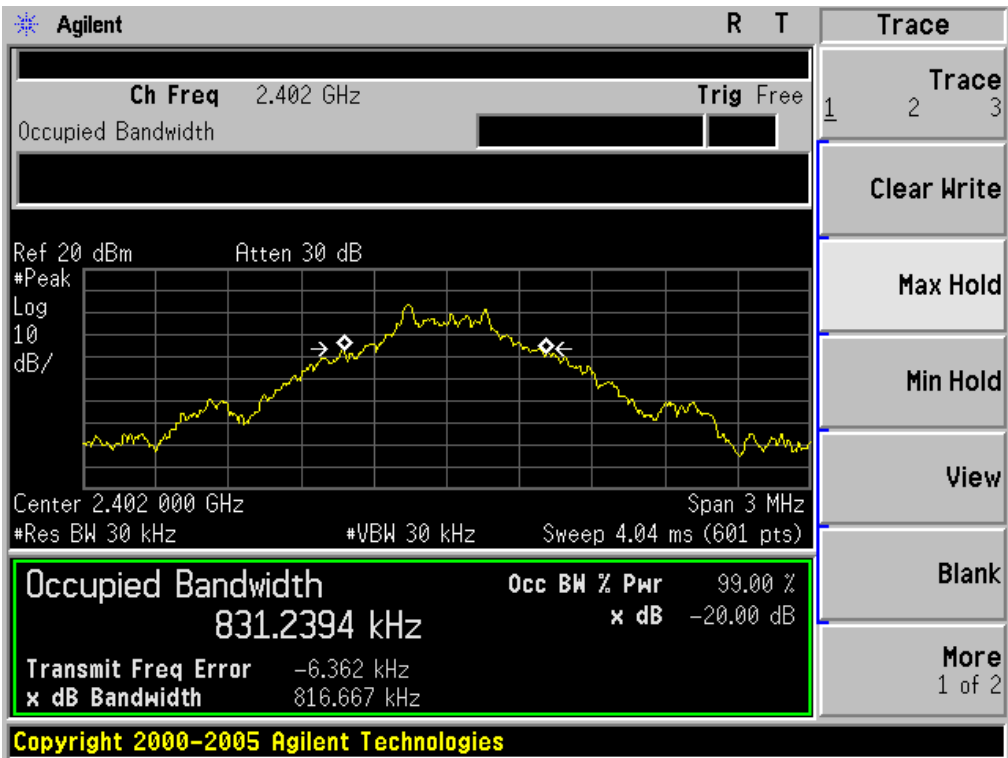 Agilent R T
Trace
Ch Freq 2.402 GHz Trig Free
Occupied Bandwidth
Trace
1 2 3
Clear Write
Max Hold
Min Hold
View
Blank
More
1 of 2
Ref 20 dBm Atten 30 dB
#Peak
Log
10
dB/
Center 2.402 000 GHz Span 3 MHz
#Res BW 30 kHz #VBW 30 kHz Sweep 4.04 ms (601 pts)
Occupied Bandwidth Occ BW % Pwr 99.00 %
831.2394 kHz x dB -20.00 dB
Transmit Freq Error -6.362 kHz
x dB Bandwidth 816.667 kHz
Copyright 2000-2005 Agilent Technologies